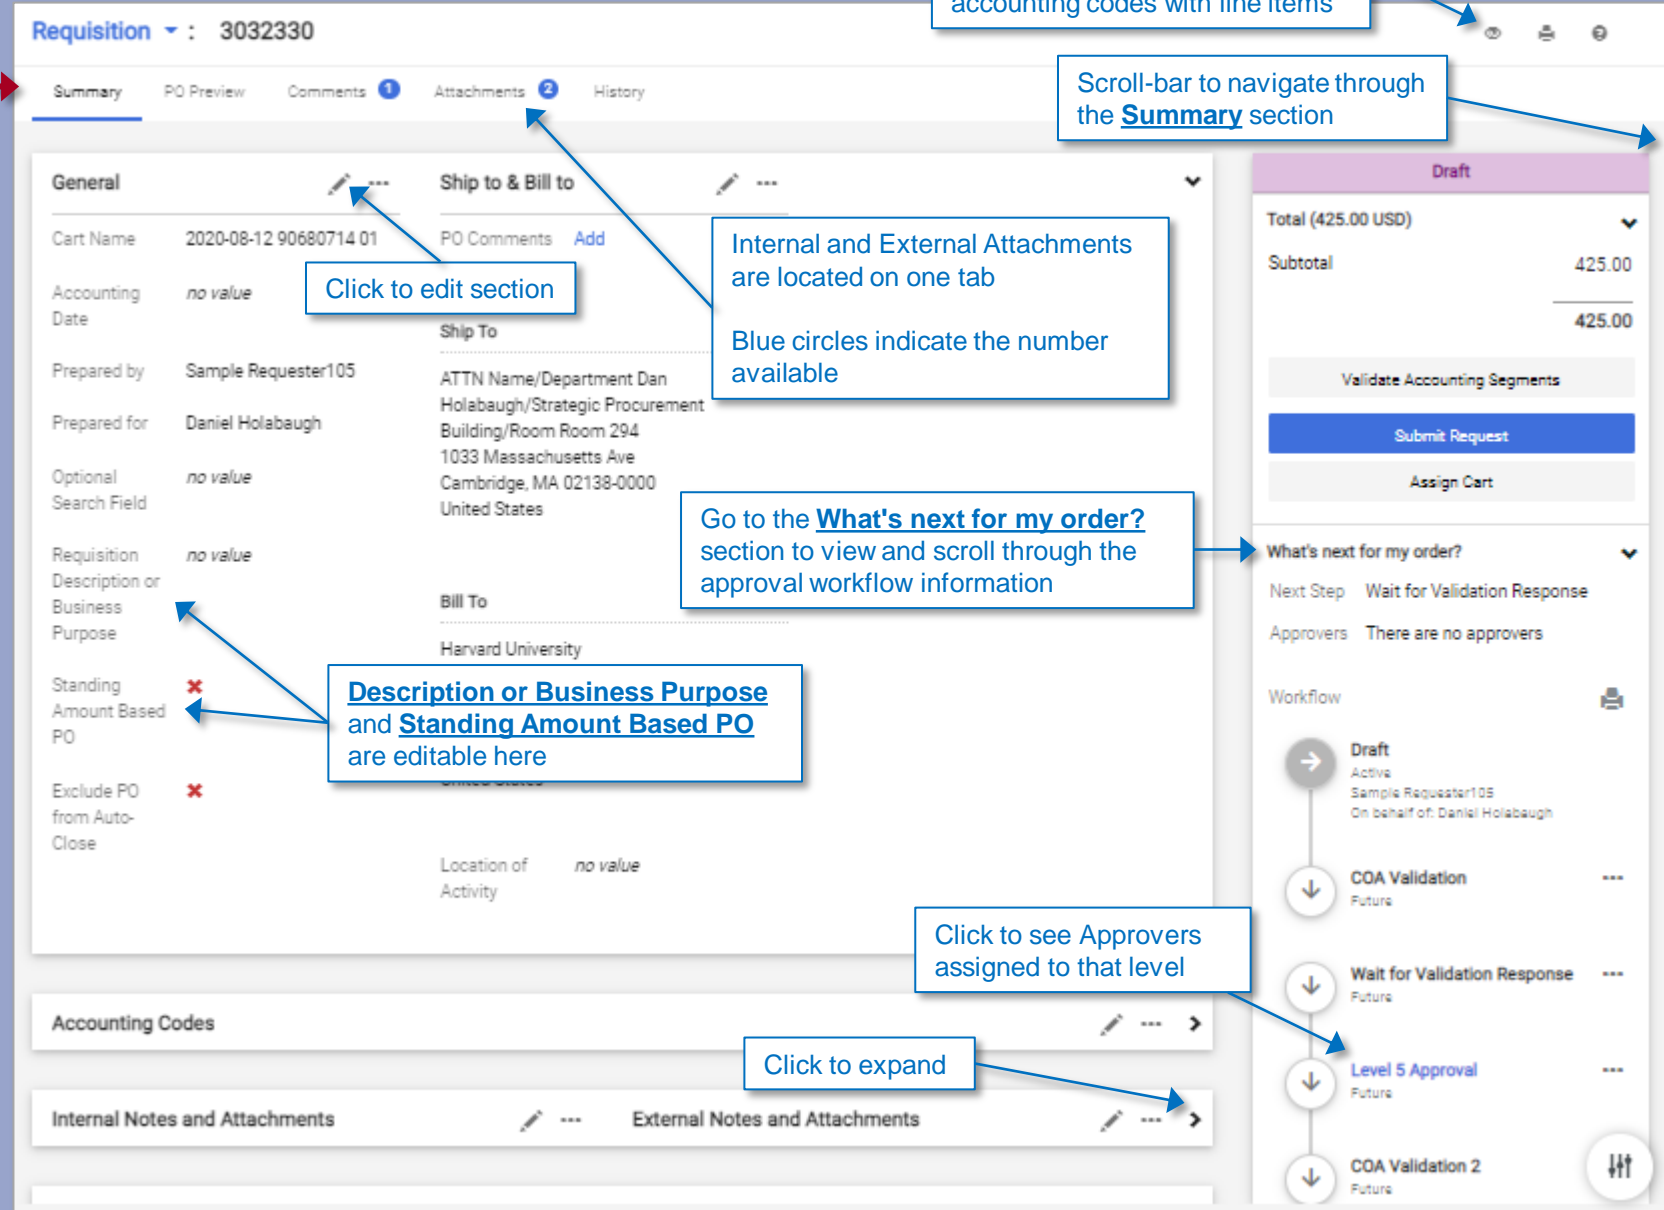 accounting codes with line items
Requisition : 3032330
Summary PO Preview Comments 1 Attachments 2 History
Scroll-bar to navigate through
the Summary section
General
Ship to & Bill to
Cart Name 2020-08-12 90680714 01
Accounting
Date
no value
Prepared by Sample Requester105
Prepared for Daniel Holabaugh
Optional
Search Field
no value
Requisition
Description or
Business
Purpose
no value
Standing
Amount Based
PO
Exclude PO
from Auto-
Close
Click to edit section
PO Comments Add
Ship To
ATTN Name/Department Dan
Holabaugh/Strategic Procurement
Building/Room Room 294
1033 Massachusetts Ave
Cambridge, MA 02138-0000
United States
Bill To
Harvard University
United States
Location of
Activity
no value
Internal and External Attachments
are located on one tab
Blue circles indicate the number
available
Go to the What's next for my order?
section to view and scroll through the
approval workflow information
Description or Business Purpose
and Standing Amount Based PO
are editable here
Click to see Approvers
assigned to that level
Accounting Codes
Click to expand
Internal Notes and Attachments
External Notes and Attachments
Draft
Total (425.00 USD)
Subtotal 425.00
425.00
Validate Accounting Segments
Submit Request
Assign Cart
What's next for my order?
Next Step Wait for Validation Response
Approvers There are no approvers
Workflow
Draft
Active
Sample Requester105
On behalf of: Daniel Holabaugh
COA Validation
Future
Wait for Validation Response
Future
Level 5 Approval
Future
COA Validation 2
Future